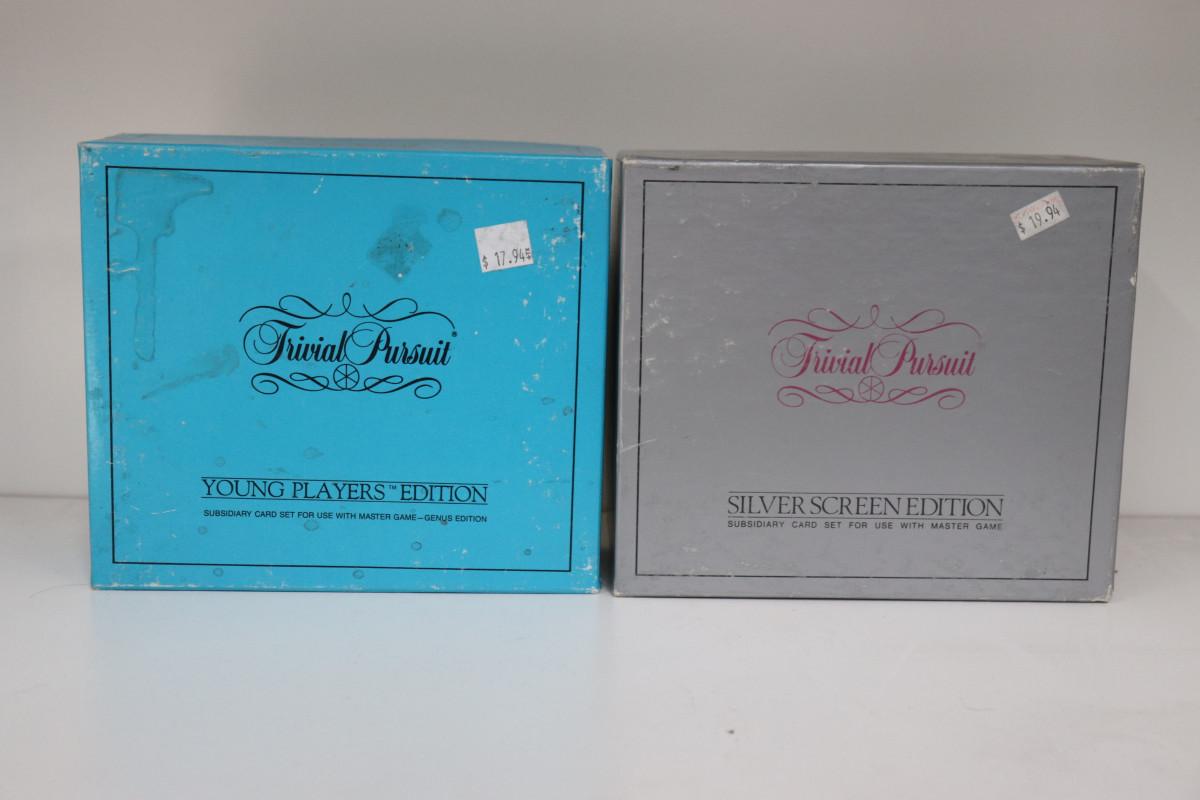 $ 17.94
Trivial Pursuit®
YOUNG PLAYERS™ EDITION
SUBSIDIARY CARD SET FOR USE WITH MASTER GAME—GENUS EDITION
$ 19.94
Trivial Pursuit
SILVER SCREEN EDITION
SUBSIDIARY CARD SET FOR USE WITH MASTER GAME